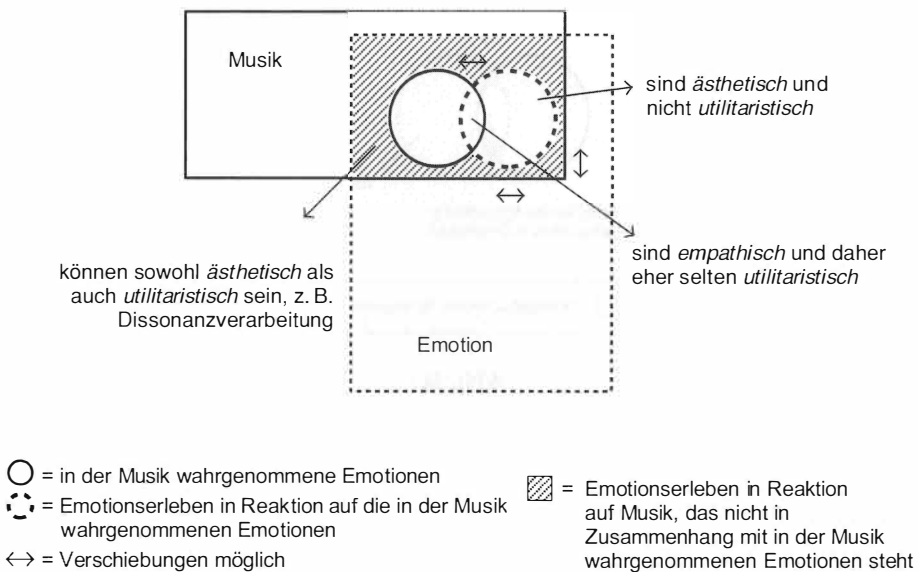 Musik
sind ästhetisch und
nicht utilitaristisch
sind empathisch und daher
eher selten utilitaristisch
können sowohl ästhetisch als
auch utilitaristisch sein, z. B.
Dissonanzverarbeitung
Emotion
= in der Musik wahrgenommene Emotionen
= Emotionserleben in Reaktion auf die in der Musik
wahrgenommenen Emotionen
↔ = Verschiebungen möglich
= Emotionserleben in Reaktion
auf Musik, das nicht in
Zusammenhang mit in der Musik
wahrgenommenen Emotionen steht